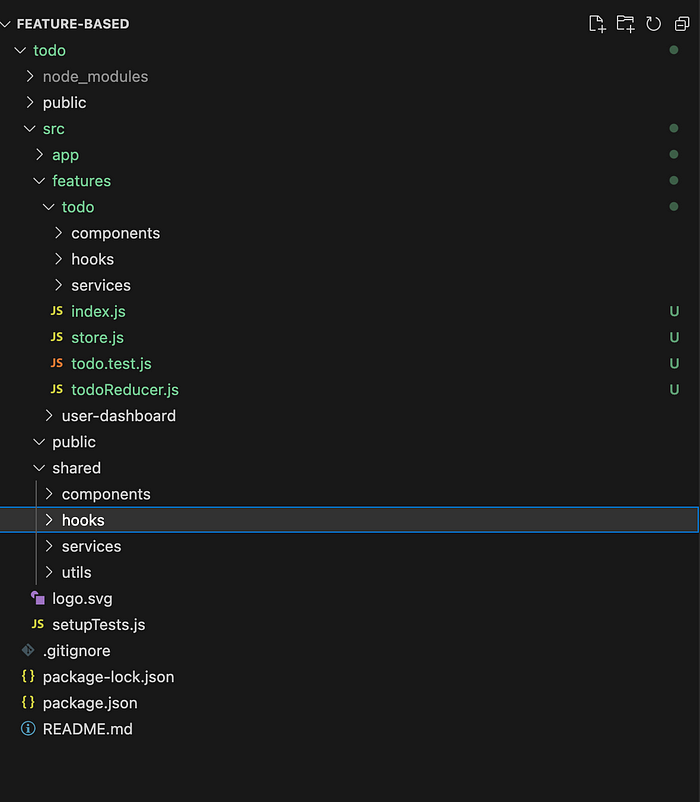 FEATURE-BASED
todo
node_modules
public
src
app
features
todo
components
hooks
services
JS index.js U
JS store.js U
JS todo.test.js U
JS todoReducer.js U
user-dashboard
public
shared
components
hooks
services
utils
logo.svg
JS setupTests.js
.gitignore
{} package-lock.json
{} package.json
README.md